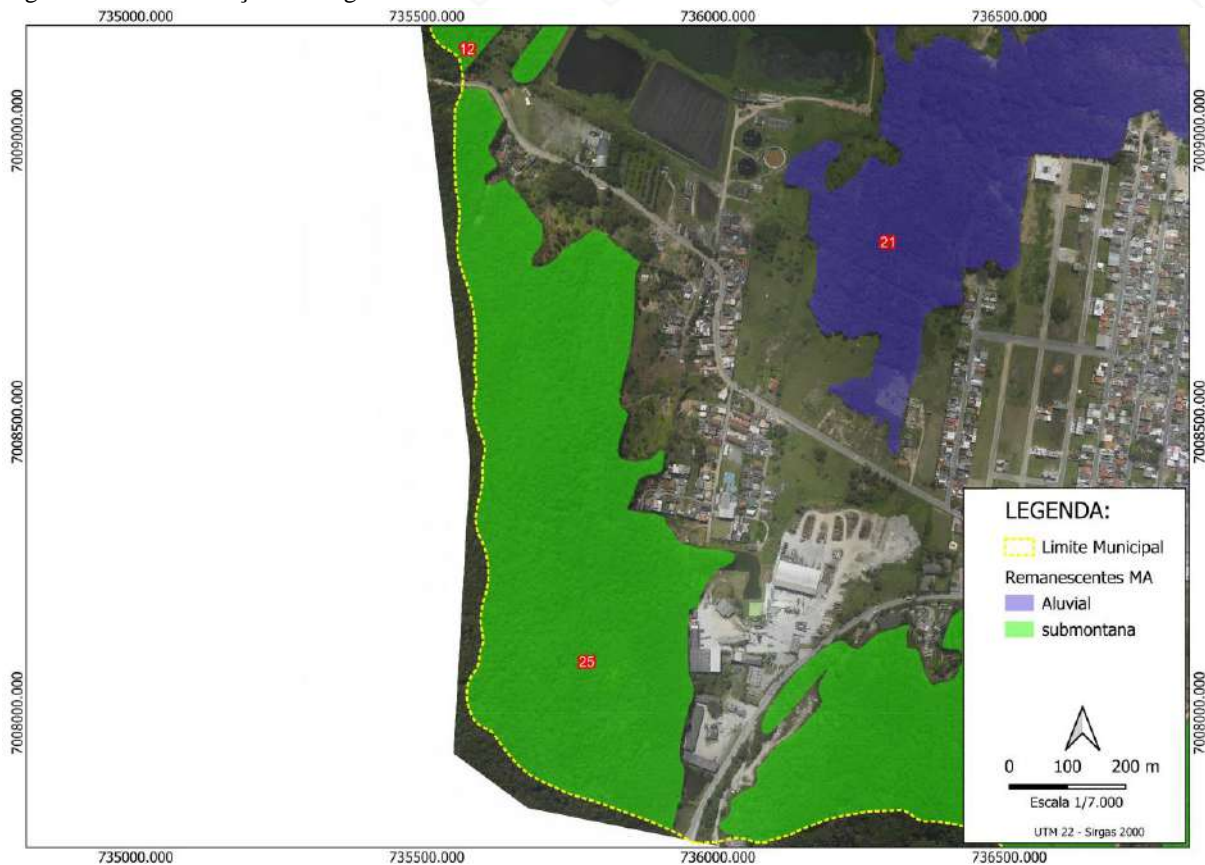 735000.000 735500.000 736000.000 736500.000
12
7009000.000 7009000.000
21
7008500.000 7008500.000
LEGENDA:
Limite Municipal
Remanescentes MA
Aluvial
submontana
25
7008000.000 7008000.000
0 100 200 m
Escala 1/7.000
UTM 22 - Sirgas 2000
735000.000 735500.000 736000.000 736500.000